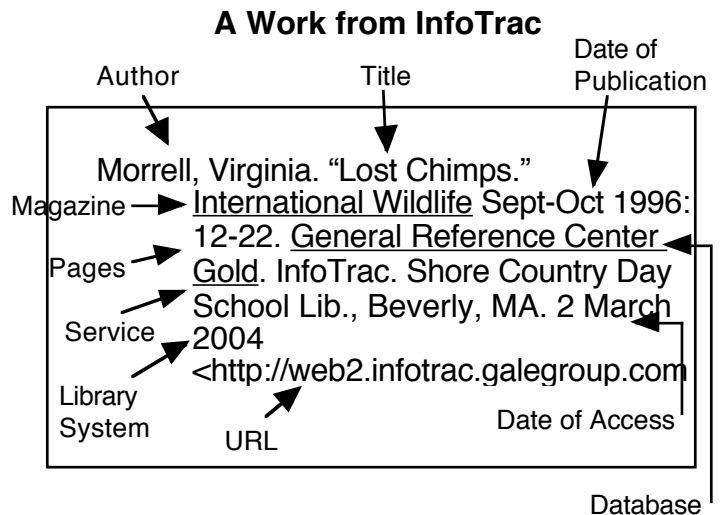 A Work from InfoTrac
Date of
Publication
Author
Title
Morrell, Virginia. “Lost Chimps.”
Magazine
International Wildlife Sept-Oct 1996:
12-22. General Reference Center
Pages
Gold. InfoTrac. Shore Country Day
School Lib., Beverly, MA. 2 March
Service
2004
<http://web2.infotrac.galegroup.com
Library
System
URL
Date of Access
Database